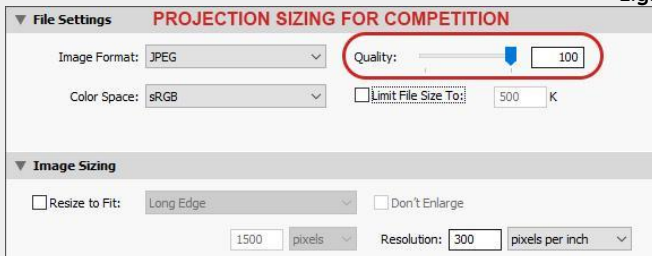 ▼ File Settings PROJECTION SIZING FOR COMPETITION
Image Format: JPEG Quality: 100
Color Space: sRGB Limit File Size To: 500 K
▼ Image Sizing
Resize to Fit: Long Edge Don't Enlarge
1500 pixels Resolution: 300 pixels per inch